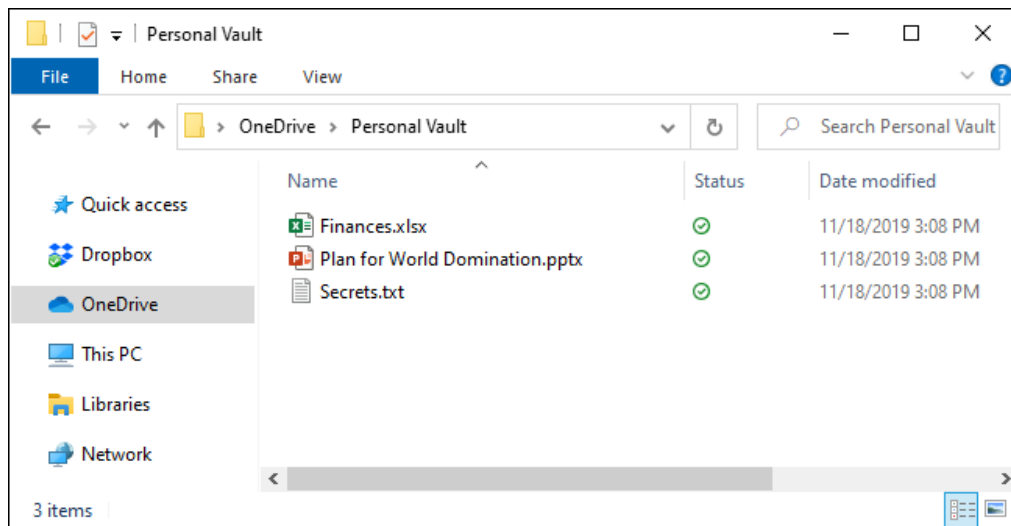 Personal Vault
File Home Share View
OneDrive > Personal Vault Search Personal Vault
Name Status Date modified
Quick access
Dropbox
OneDrive
This PC
Libraries
Network
Finances.xlsx 11/18/2019 3:08 PM
Plan for World Domination.pptx 11/18/2019 3:08 PM
Secrets.txt 11/18/2019 3:08 PM
3 items